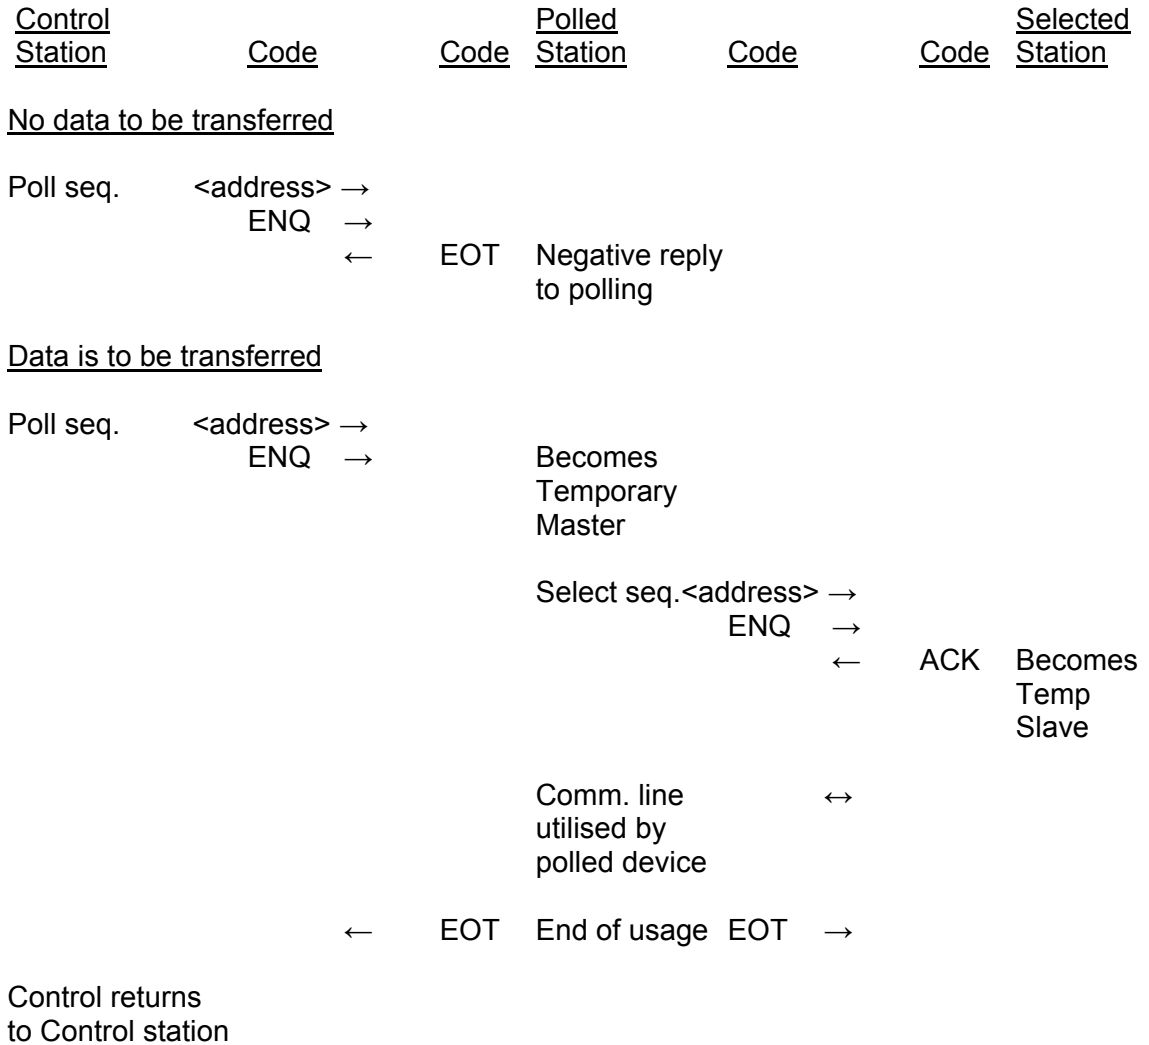 Control Polled Selected
Station Code Code Station Code Code Station
No data to be transferred
Poll seq. <address> →
ENQ →
← EOT Negative reply
to polling
Data is to be transferred
Poll seq. <address> →
ENQ → Becomes
Temporary
Master
Select seq.<address> →
ENQ →
← ACK Becomes
Temp
Slave
Comm. line ↔
utilised by
polled device
← EOT End of usage EOT →
Control returns
to Control station